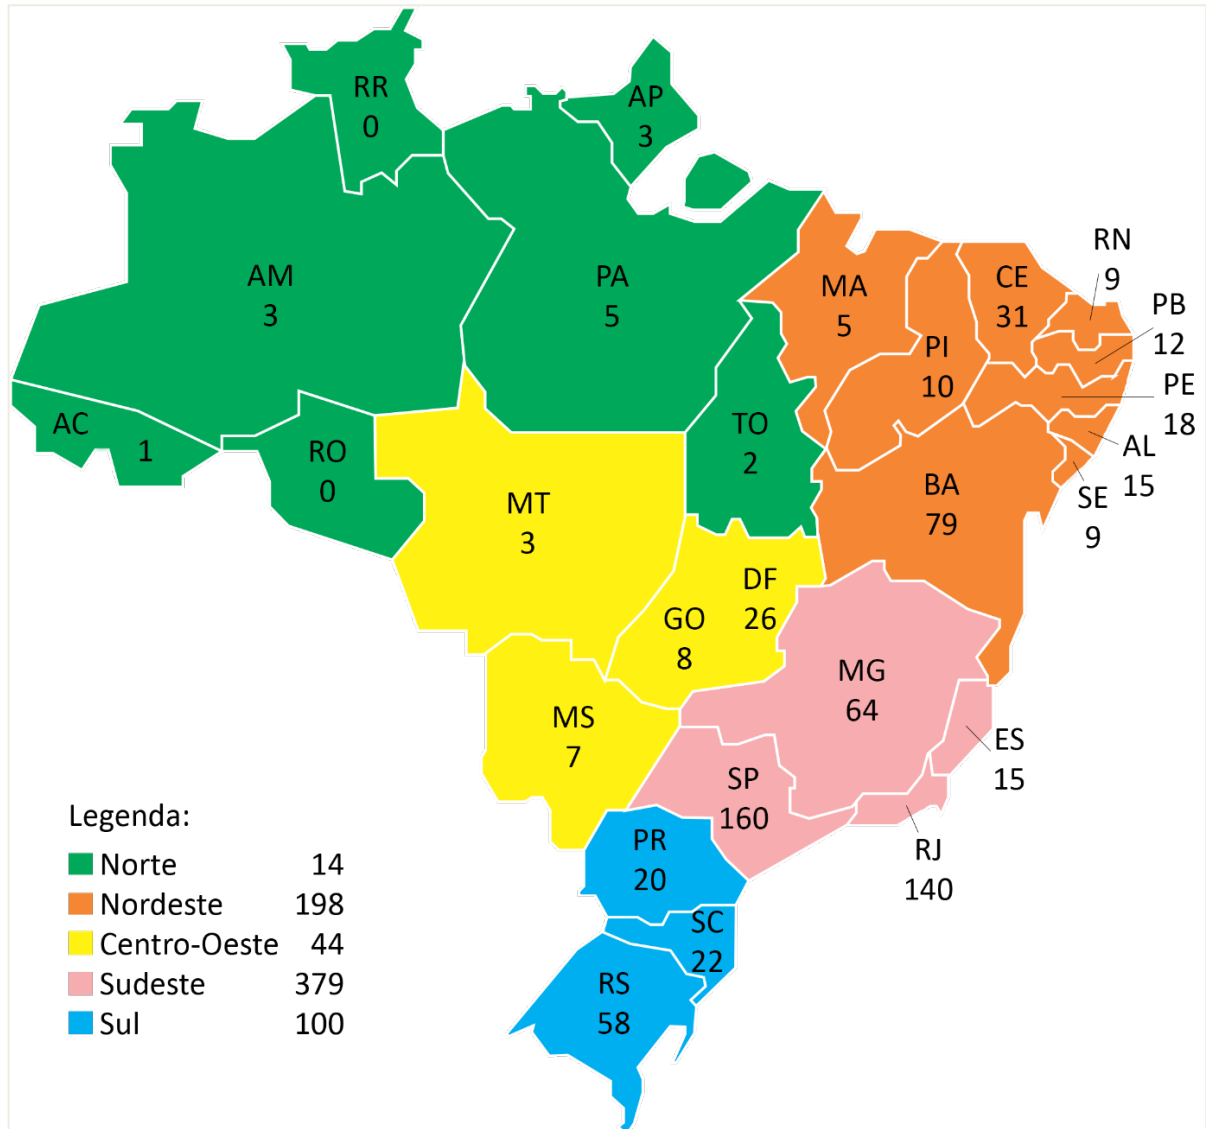 RR
0
AP
3
AM
3
PA
5
MA
5
PI
10
CE
31
RN
9
PB
12
PE
18
AL
15
SE
9
AC
1
RO
0
TO
2
BA
79
MT
3
DF
26
GO
8
MG
64
MS
7
ES
15
SP
160
RJ
140
PR
20
SC
22
RS
58
Legenda:
Norte 14
Nordeste 198
Centro-Oeste 44
Sudeste 379
Sul 100